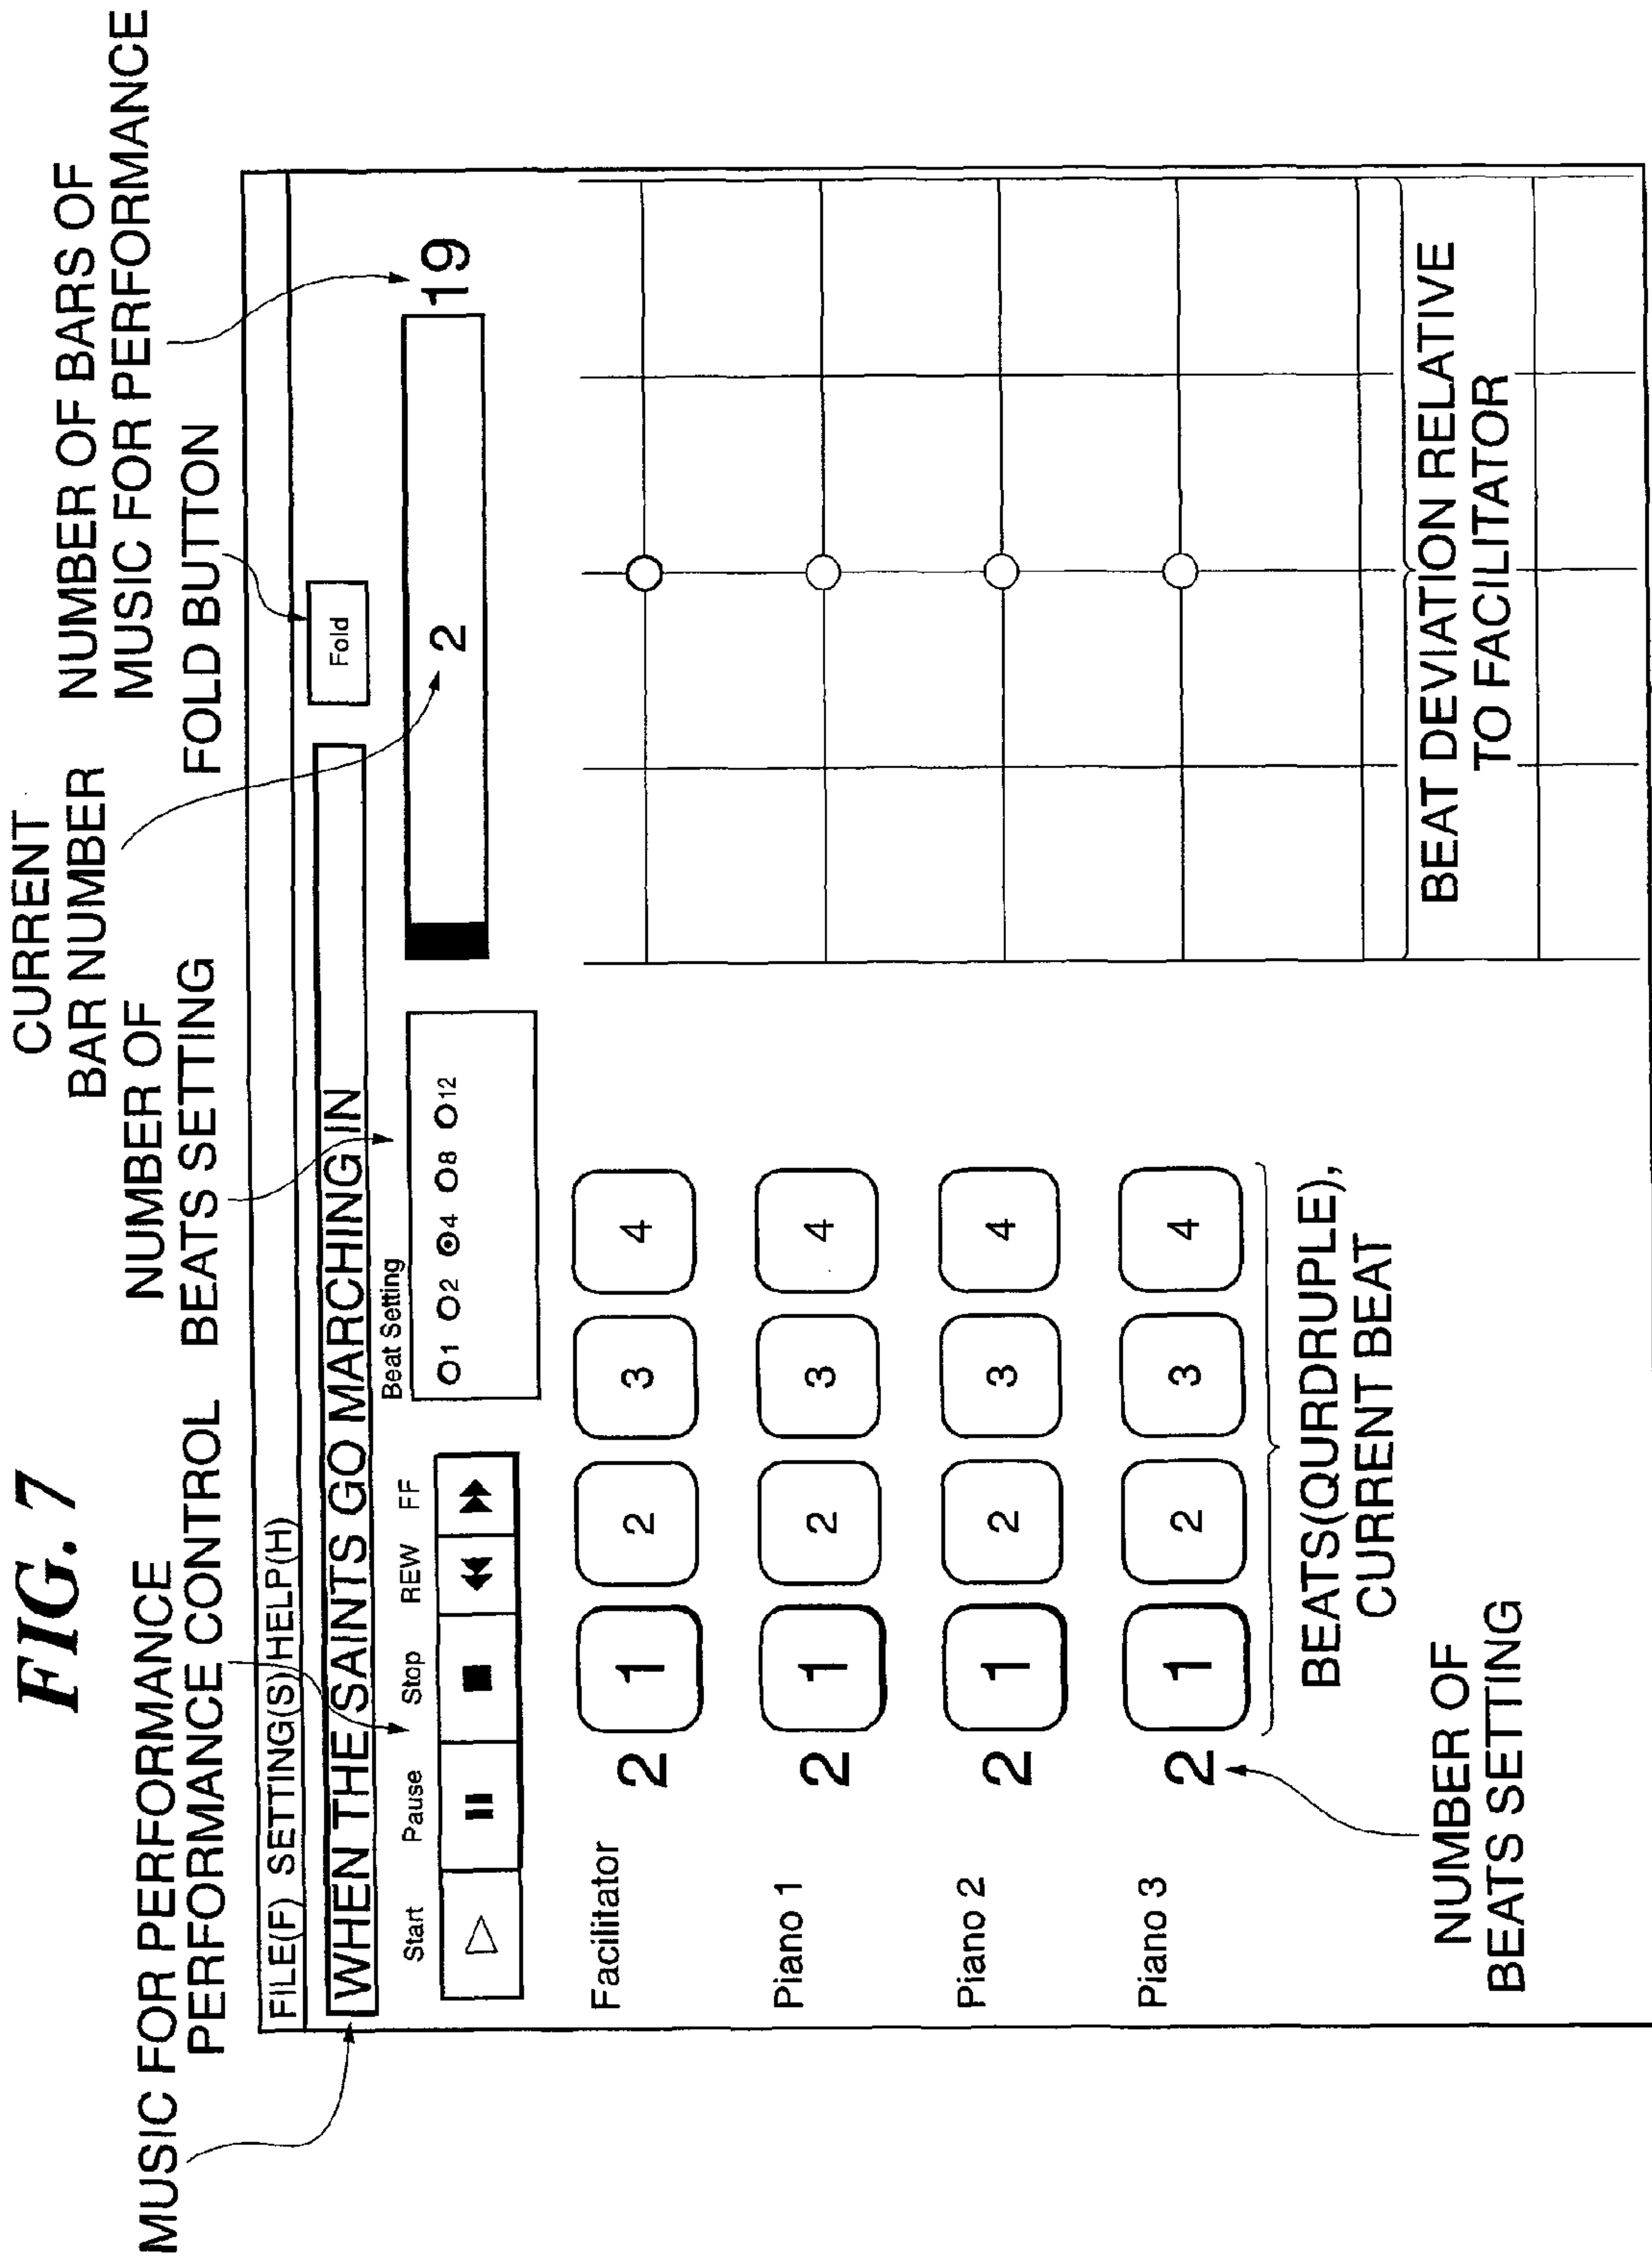 FIG. 7
MUSIC FOR PERFORMANCE
PERFORMANCE CONTROL
NUMBER OF
BEATS SETTING
CURRENT
BAR NUMBER
FOLD BUTTON
NUMBER OF BARS OF
MUSIC FOR PERFORMANCE
FILE(F) SETTING(S) HELP(H)
WHEN THE SAINTS GO MARCHING IN
Fold
Start Pause Stop REW FF
Beat Setting
1 2 4 8 12
2
19
Facilitator 2 1 2 3 4
Piano 1 2 1 2 3 4
Piano 2 2 1 2 3 4
Piano 3 2 1 2 3 4
NUMBER OF
BEATS SETTING
BEATS(QURDRUPLE),
CURRENT BEAT
BEAT DEVIATION RELATIVE
TO FACILITATOR